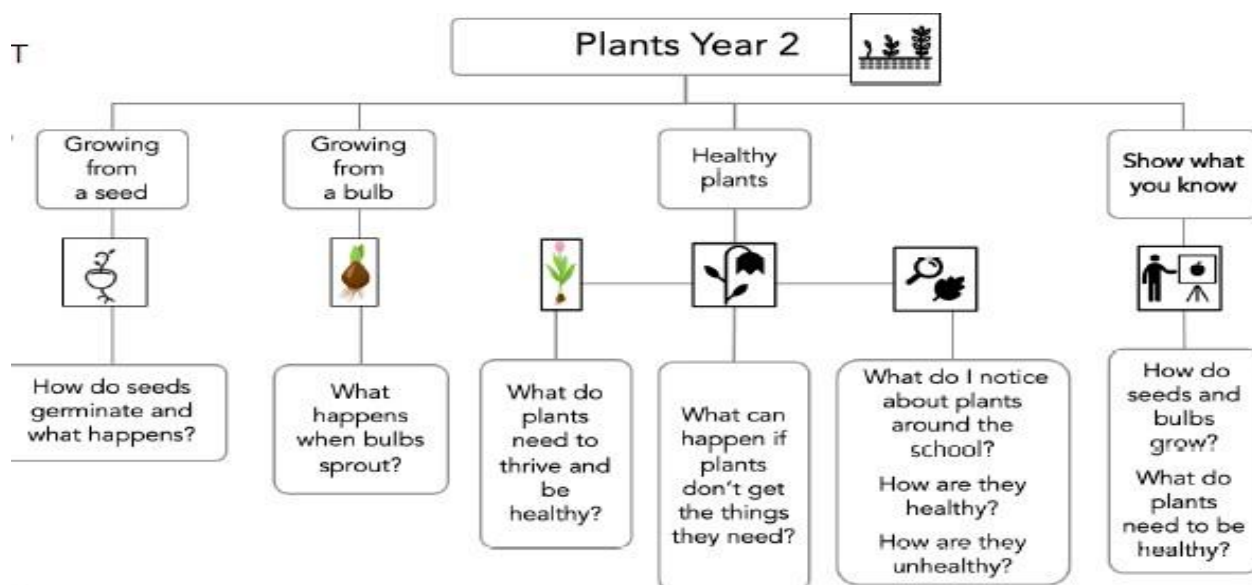 T
Plants Year 2
Growing
from
a seed
Growing
from
a bulb
Healthy
plants
Show what
you know
How do seeds
germinate and
what happens?
What
happens
when bulbs
sprout?
What do
plants
need to
thrive and
be
healthy?
What can
happen if
plants
don't get
the things
they need?
What do I notice
about plants
around the
school?
How are they
healthy?
How are they
unhealthy?
How do
seeds and
bulbs
grow?
What do
plants
need to be
healthy?